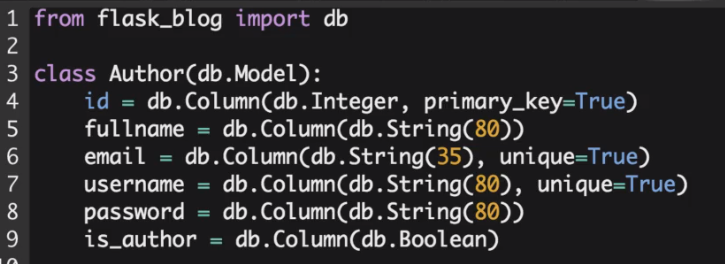 1 from flask_blog import db
2
3 class Author(db.Model):
4     id = db.Column(db.Integer, primary_key=True)
5     fullname = db.Column(db.String(80))
6     email = db.Column(db.String(35), unique=True)
7     username = db.Column(db.String(80), unique=True)
8     password = db.Column(db.String(80))
9     is_author = db.Column(db.Boolean)